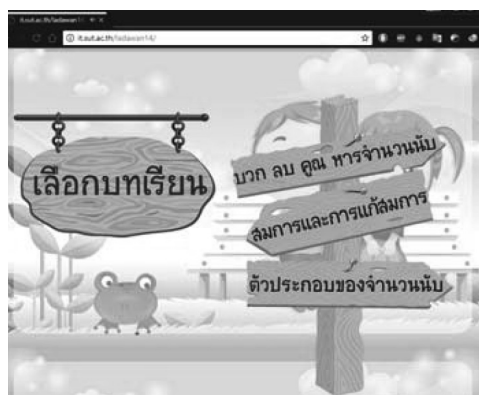 it.sut.ac.th/ladawan14/
เลือกบทเรียน
บวก ลบ คูณ หารจำนวนนับ
สมการและการแก้สมการ
ตัวประกอบของจำนวนนับ